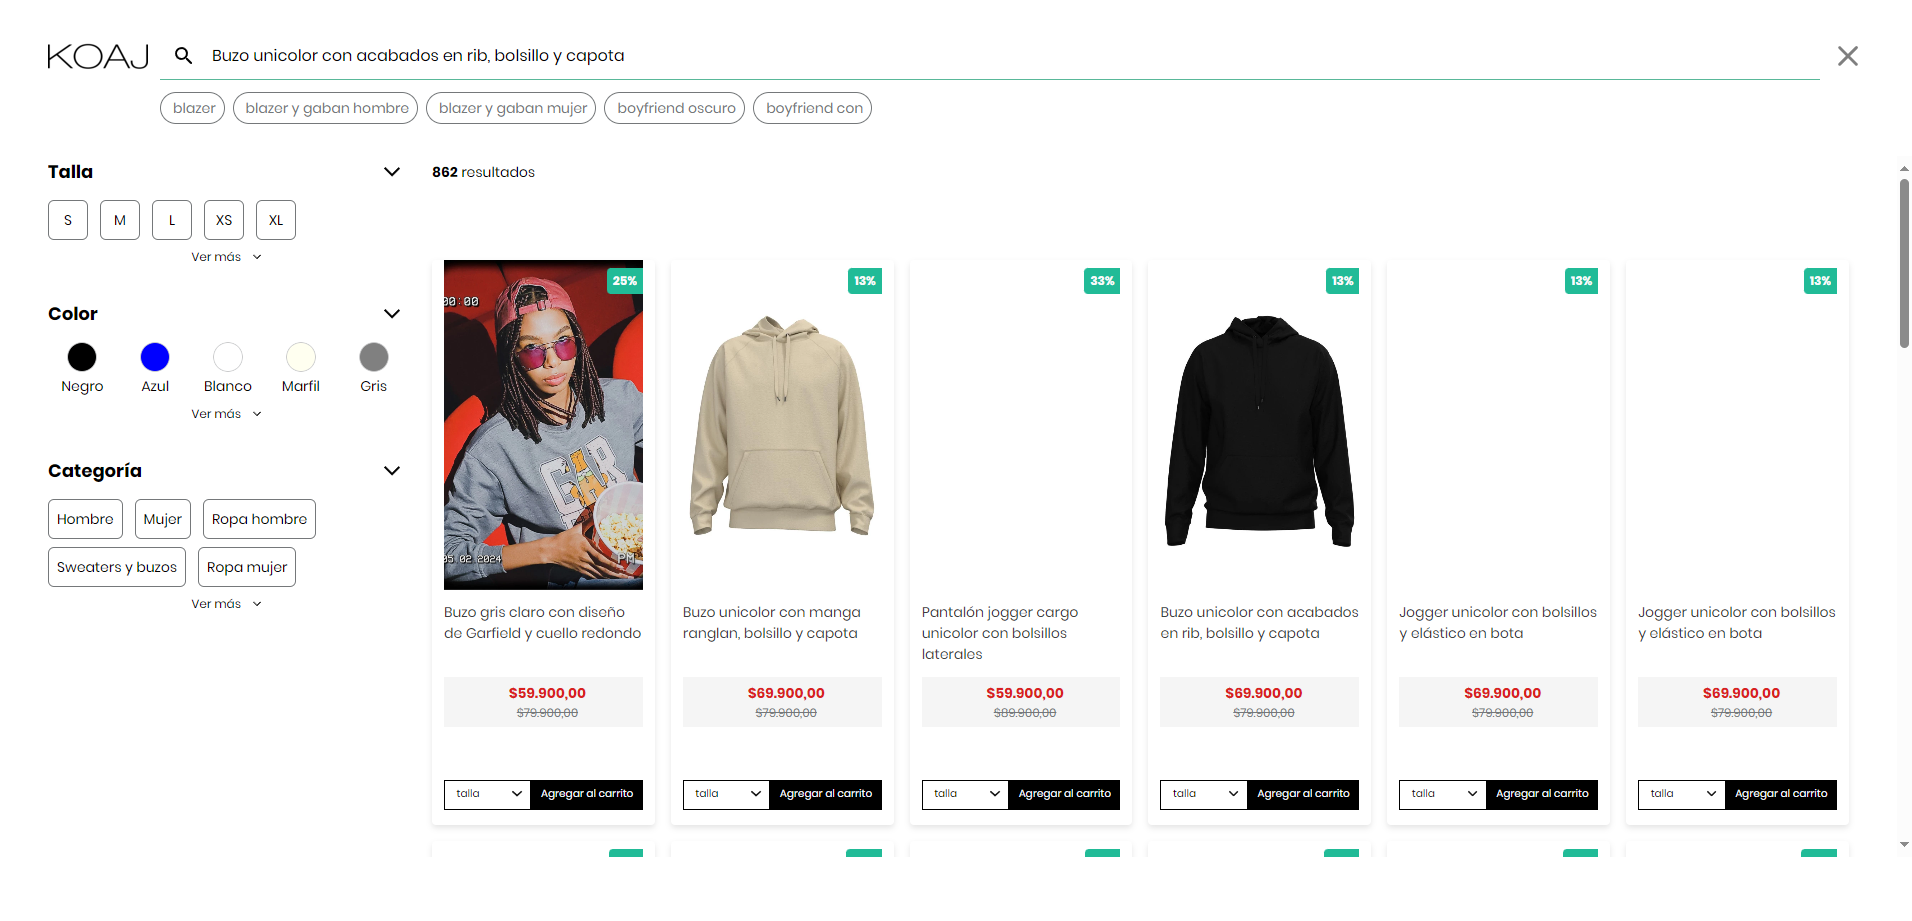 KOAJ
Buzo unicolor con acabados en rib, bolsillo y capota
blazer
blazer y gaban hombre
blazer y gaban mujer
boyfriend oscuro
boyfriend con
Talla
S
M
L
XS
XL
Ver más
Color
Negro
Azul
Blanco
Marfil
Gris
Ver más
Categoría
Hombre
Mujer
Ropa hombre
Sweaters y buzos
Ropa mujer
Ver más
862 resultados
25%
00:00
GAR
05 02 2024
PM
Buzo gris claro con diseño
de Garfield y cuello redondo
$59.900,00
$79.900,00
talla
Agregar al carrito
13%
Buzo unicolor con manga
ranglan, bolsillo y capota
$69.900,00
$79.900,00
talla
Agregar al carrito
33%
Pantalón jogger cargo
unicolor con bolsillos
laterales
$59.900,00
$89.900,00
talla
Agregar al carrito
13%
Buzo unicolor con acabados
en rib, bolsillo y capota
$69.900,00
$79.900,00
talla
Agregar al carrito
13%
Jogger unicolor con bolsillos
y elástico en bota
$69.900,00
$79.900,00
talla
Agregar al carrito
13%
Jogger unicolor con bolsillos
y elástico en bota
$69.900,00
$79.900,00
talla
Agregar al carrito